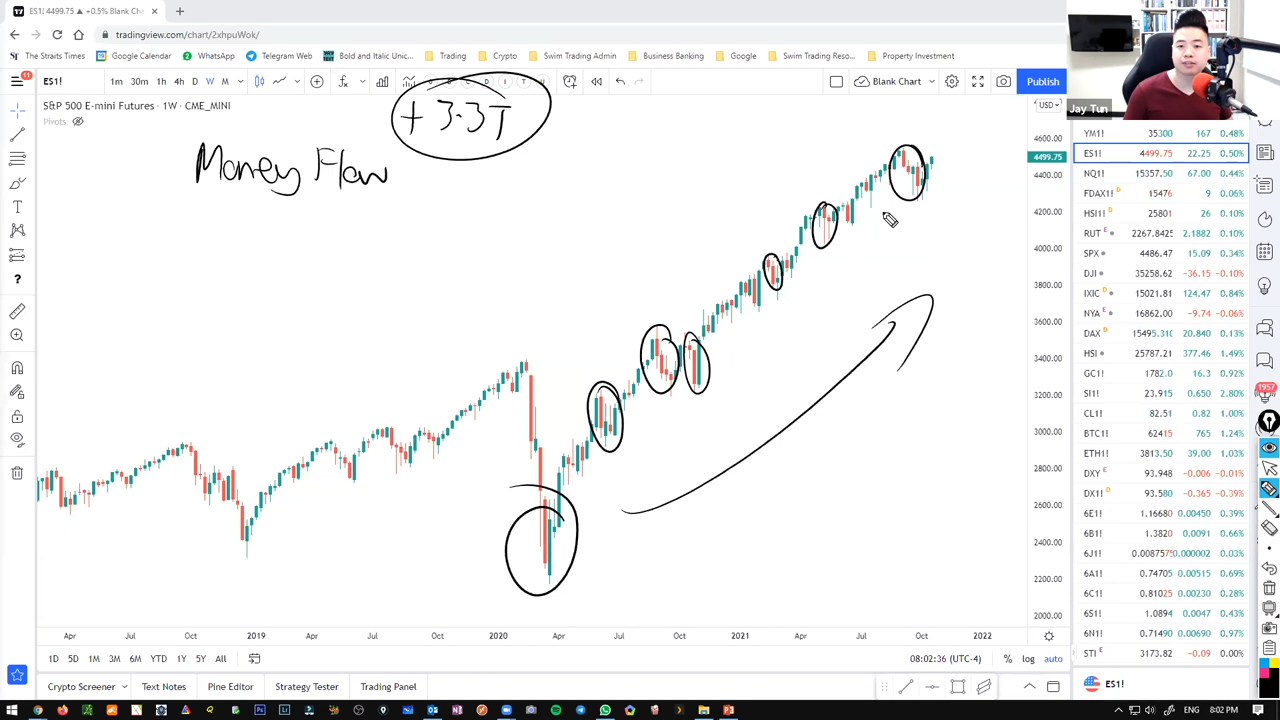 ES1! 4499.75 ▲ +0.5% Blank Char
tradingview.com/chart/2xhpuWok/
The Straits Times
Google Calendar
WhatsApp
Telegram Web
Bold and Italic Unic
Trading
Swim Trading Admin
Business Banking
Google
Swim Trading Reso
Property Investment
11
ES1!
1m 30m 1h 4h D W M
Blank Chart
Publish
Jay Tun
S&P 500 E-mini Futures · 1W · CME_MINI
Pivots
+ 3.3T
Money Flow
USD
4600.00
4499.75
4400.00
4200.00
4000.00
3800.00
3600.00
3400.00
3200.00
3000.00
2800.00
2600.00
2400.00
2200.00
2000.00
Apr Jul Oct 2019 Apr Jul Oct 2020 Apr Jul Oct 2021 Apr Jul Oct 2022
YM1! 35300 167 0.48%
ES1! 4499.75 22.25 0.50%
NQ1! 15357.50 67.00 0.44%
FDAX1! D 15476 9 0.06%
HSI1! D 25801 26 0.10%
RUT E 2267.8425 2.1882 0.10%
SPX 4486.47 15.09 0.34%
DJI 35258.62 -36.15 -0.10%
IXIC D 15021.81 124.47 0.84%
NYA E 16862.00 -9.74 -0.06%
DAX 15495.310 20.840 0.13%
HSI 25787.21 377.46 1.49%
GC1! 1782.0 16.3 0.92%
SI1! 23.915 0.650 2.80%
CL1! 82.51 0.82 1.00%
BTC1! 62415 765 1.24%
ETH1! 3813.50 39.00 1.03%
DXY E 93.948 -0.006 -0.01%
DX1! D 93.580 -0.365 -0.39%
6E1! 1.16680 0.00450 0.39%
6B1! 1.3820 0.0091 0.66%
6J1! 0.0087575 0.000002 0.03%
6A1! 0.74705 0.00515 0.69%
6C1! 0.81025 0.00230 0.28%
6S1! 1.0894 0.0047 0.43%
6N1! 0.71490 0.00690 0.97%
STI E 3173.82 -0.09 0.00%
1957
1D 5D 1M 3M 6M YTD 1Y 5Y All
08:02:36 (UTC-4)
% log auto
ES1!
Crypto Screener
Text Notes
Pine Editor
Strategy Tester
Trading Panel
ENG 8:02 PM